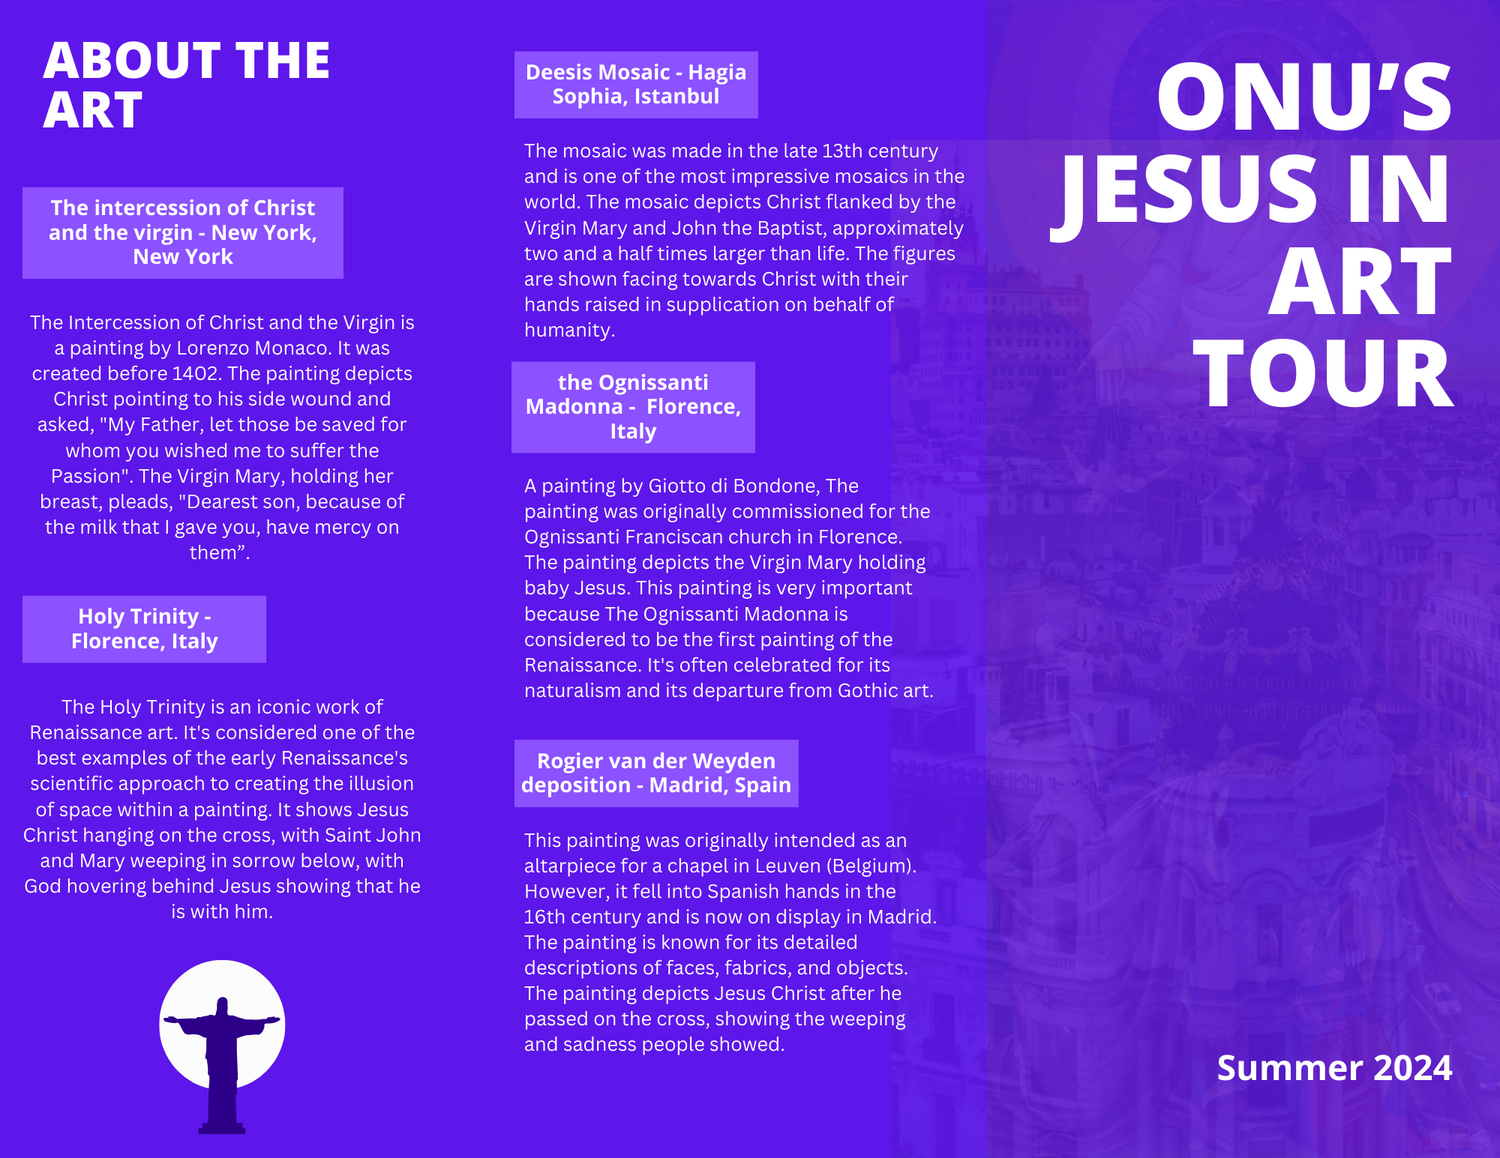 ABOUT THE
ART
The intercession of Christ
and the virgin - New York,
New York
The Intercession of Christ and the Virgin is
a painting by Lorenzo Monaco. It was
created before 1402. The painting depicts
Christ pointing to his side wound and
asked, "My Father, let those be saved for
whom you wished me to suffer the
Passion". The Virgin Mary, holding her
breast, pleads, "Dearest son, because of
the milk that I gave you, have mercy on
them”.
Holy Trinity -
Florence, Italy
The Holy Trinity is an iconic work of
Renaissance art. It's considered one of the
best examples of the early Renaissance's
scientific approach to creating the illusion
of space within a painting. It shows Jesus
Christ hanging on the cross, with Saint John
and Mary weeping in sorrow below, with
God hovering behind Jesus showing that he
is with him.
Deesis Mosaic - Hagia
Sophia, Istanbul
The mosaic was made in the late 13th century
and is one of the most impressive mosaics in the
world. The mosaic depicts Christ flanked by the
Virgin Mary and John the Baptist, approximately
two and a half times larger than life. The figures
are shown facing towards Christ with their
hands raised in supplication on behalf of
humanity.
the Ognissanti
Madonna -  Florence,
Italy
A painting by Giotto di Bondone, The
painting was originally commissioned for the
Ognissanti Franciscan church in Florence.
The painting depicts the Virgin Mary holding
baby Jesus. This painting is very important
because The Ognissanti Madonna is
considered to be the first painting of the
Renaissance. It's often celebrated for its
naturalism and its departure from Gothic art.
Rogier van der Weyden
deposition - Madrid, Spain
This painting was originally intended as an
altarpiece for a chapel in Leuven (Belgium).
However, it fell into Spanish hands in the
16th century and is now on display in Madrid.
The painting is known for its detailed
descriptions of faces, fabrics, and objects.
The painting depicts Jesus Christ after he
passed on the cross, showing the weeping
and sadness people showed.
ONU’S
JESUS IN
ART
TOUR
Summer 2024